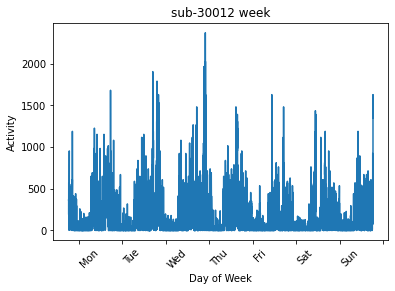 sub-30012 week
Activity
2000
1500
1000
500
0
Mon Tue Wed Thu Fri Sat Sun
Day of Week